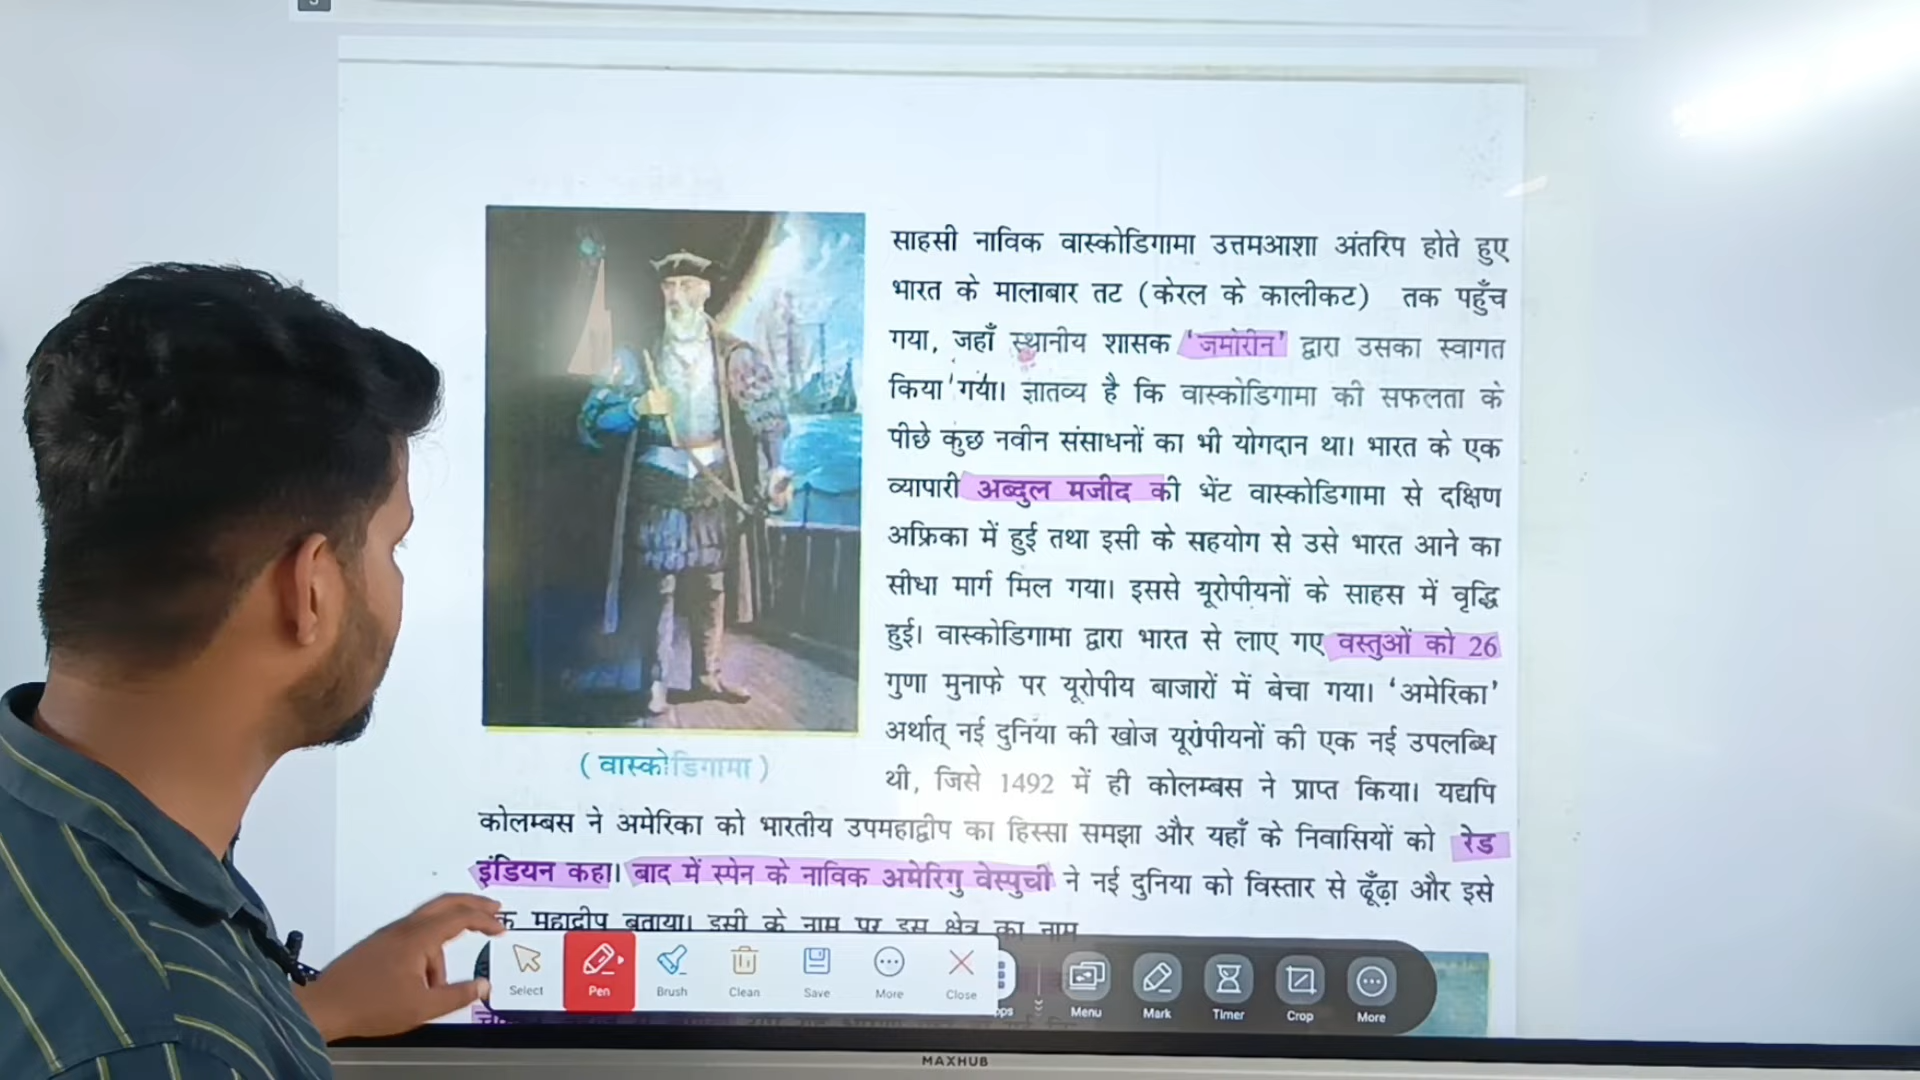 साहसी नाविक वास्कोडिगामा उत्तमआशा अंतरिप होते हुए
भारत के मालाबार तट (केरल के कालीकट) तक पहुँच
गया, जहाँ स्थानीय शासक 'जमोरीन' द्वारा उसका स्वागत
किया गया। ज्ञातव्य है कि वास्कोडिगामा की सफलता के
पीछे कुछ नवीन संसाधनों का भी योगदान था। भारत के एक
व्यापारी अब्दुल मजीद की भेंट वास्कोडिगामा से दक्षिण
अफ्रिका में हुई तथा इसी के सहयोग से उसे भारत आने का
सीधा मार्ग मिल गया। इससे यूरोपीयनों के साहस में वृद्धि
हुई। वास्कोडिगामा द्वारा भारत से लाए गए वस्तुओं को 26
गुणा मुनाफे पर यूरोपीय बाजारों में बेचा गया। 'अमेरिका'
अर्थात् नई दुनिया की खोज यूरोपीयनों की एक नई उपलब्धि
(वास्कोडिगामा)
थी, जिसे 1492 में ही कोलम्बस ने प्राप्त किया। यद्यपि
कोलम्बस ने अमेरिका को भारतीय उपमहाद्वीप का हिस्सा समझा और यहाँ के निवासियों को रेड
इंडियन कहा। बाद में स्पेन के नाविक अमेरिगु वेस्पुची ने नई दुनिया को विस्तार से ढूँढ़ा और इसे
महाद्वीप बताया। इसी के नाम पर इस क्षेत्र का नाम
Select Pen Brush Clean Save More Close Menu Mark Timer Crop More
MAXHUB